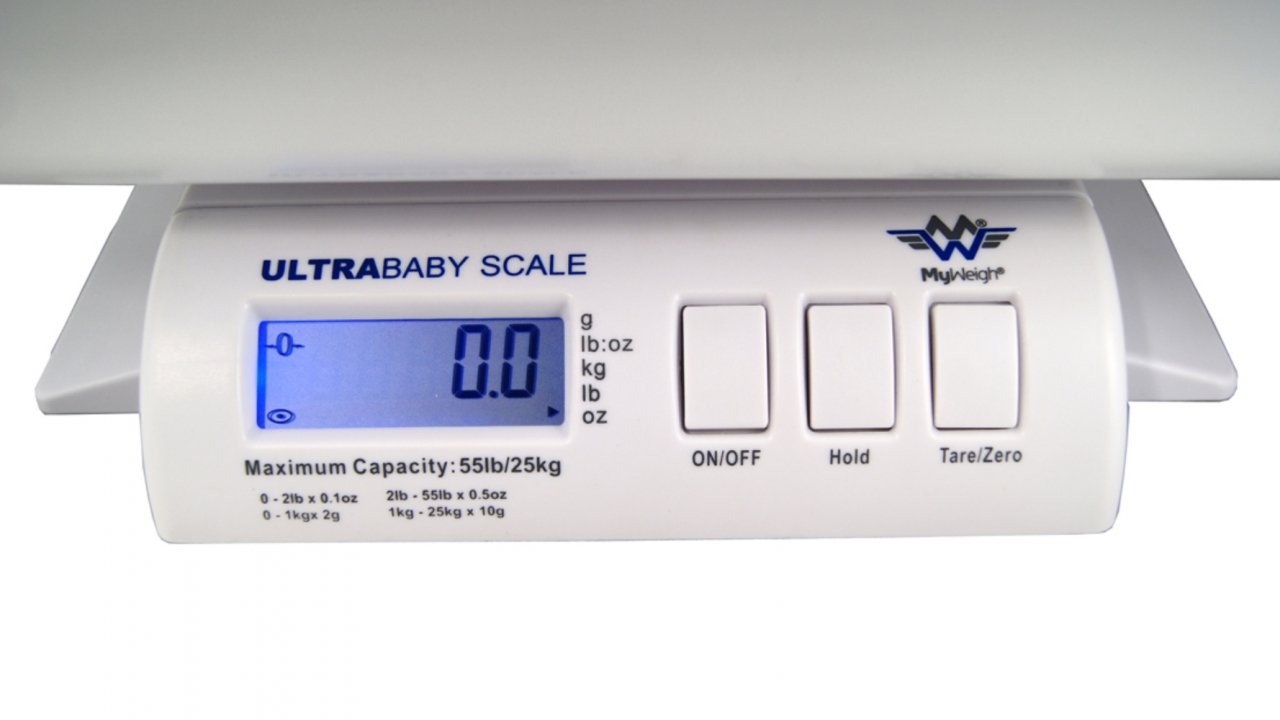 MyWeigh®
ULTRABABY SCALE
0.0
g
lb:oz
kg
lb
oz
ON/OFF Hold Tare/Zero
Maximum Capacity:55lb/25kg
0 - 2lb x 0.1oz 2lb - 55lb x 0.5oz
0 - 1kgx 2g 1kg - 25kg x 10g